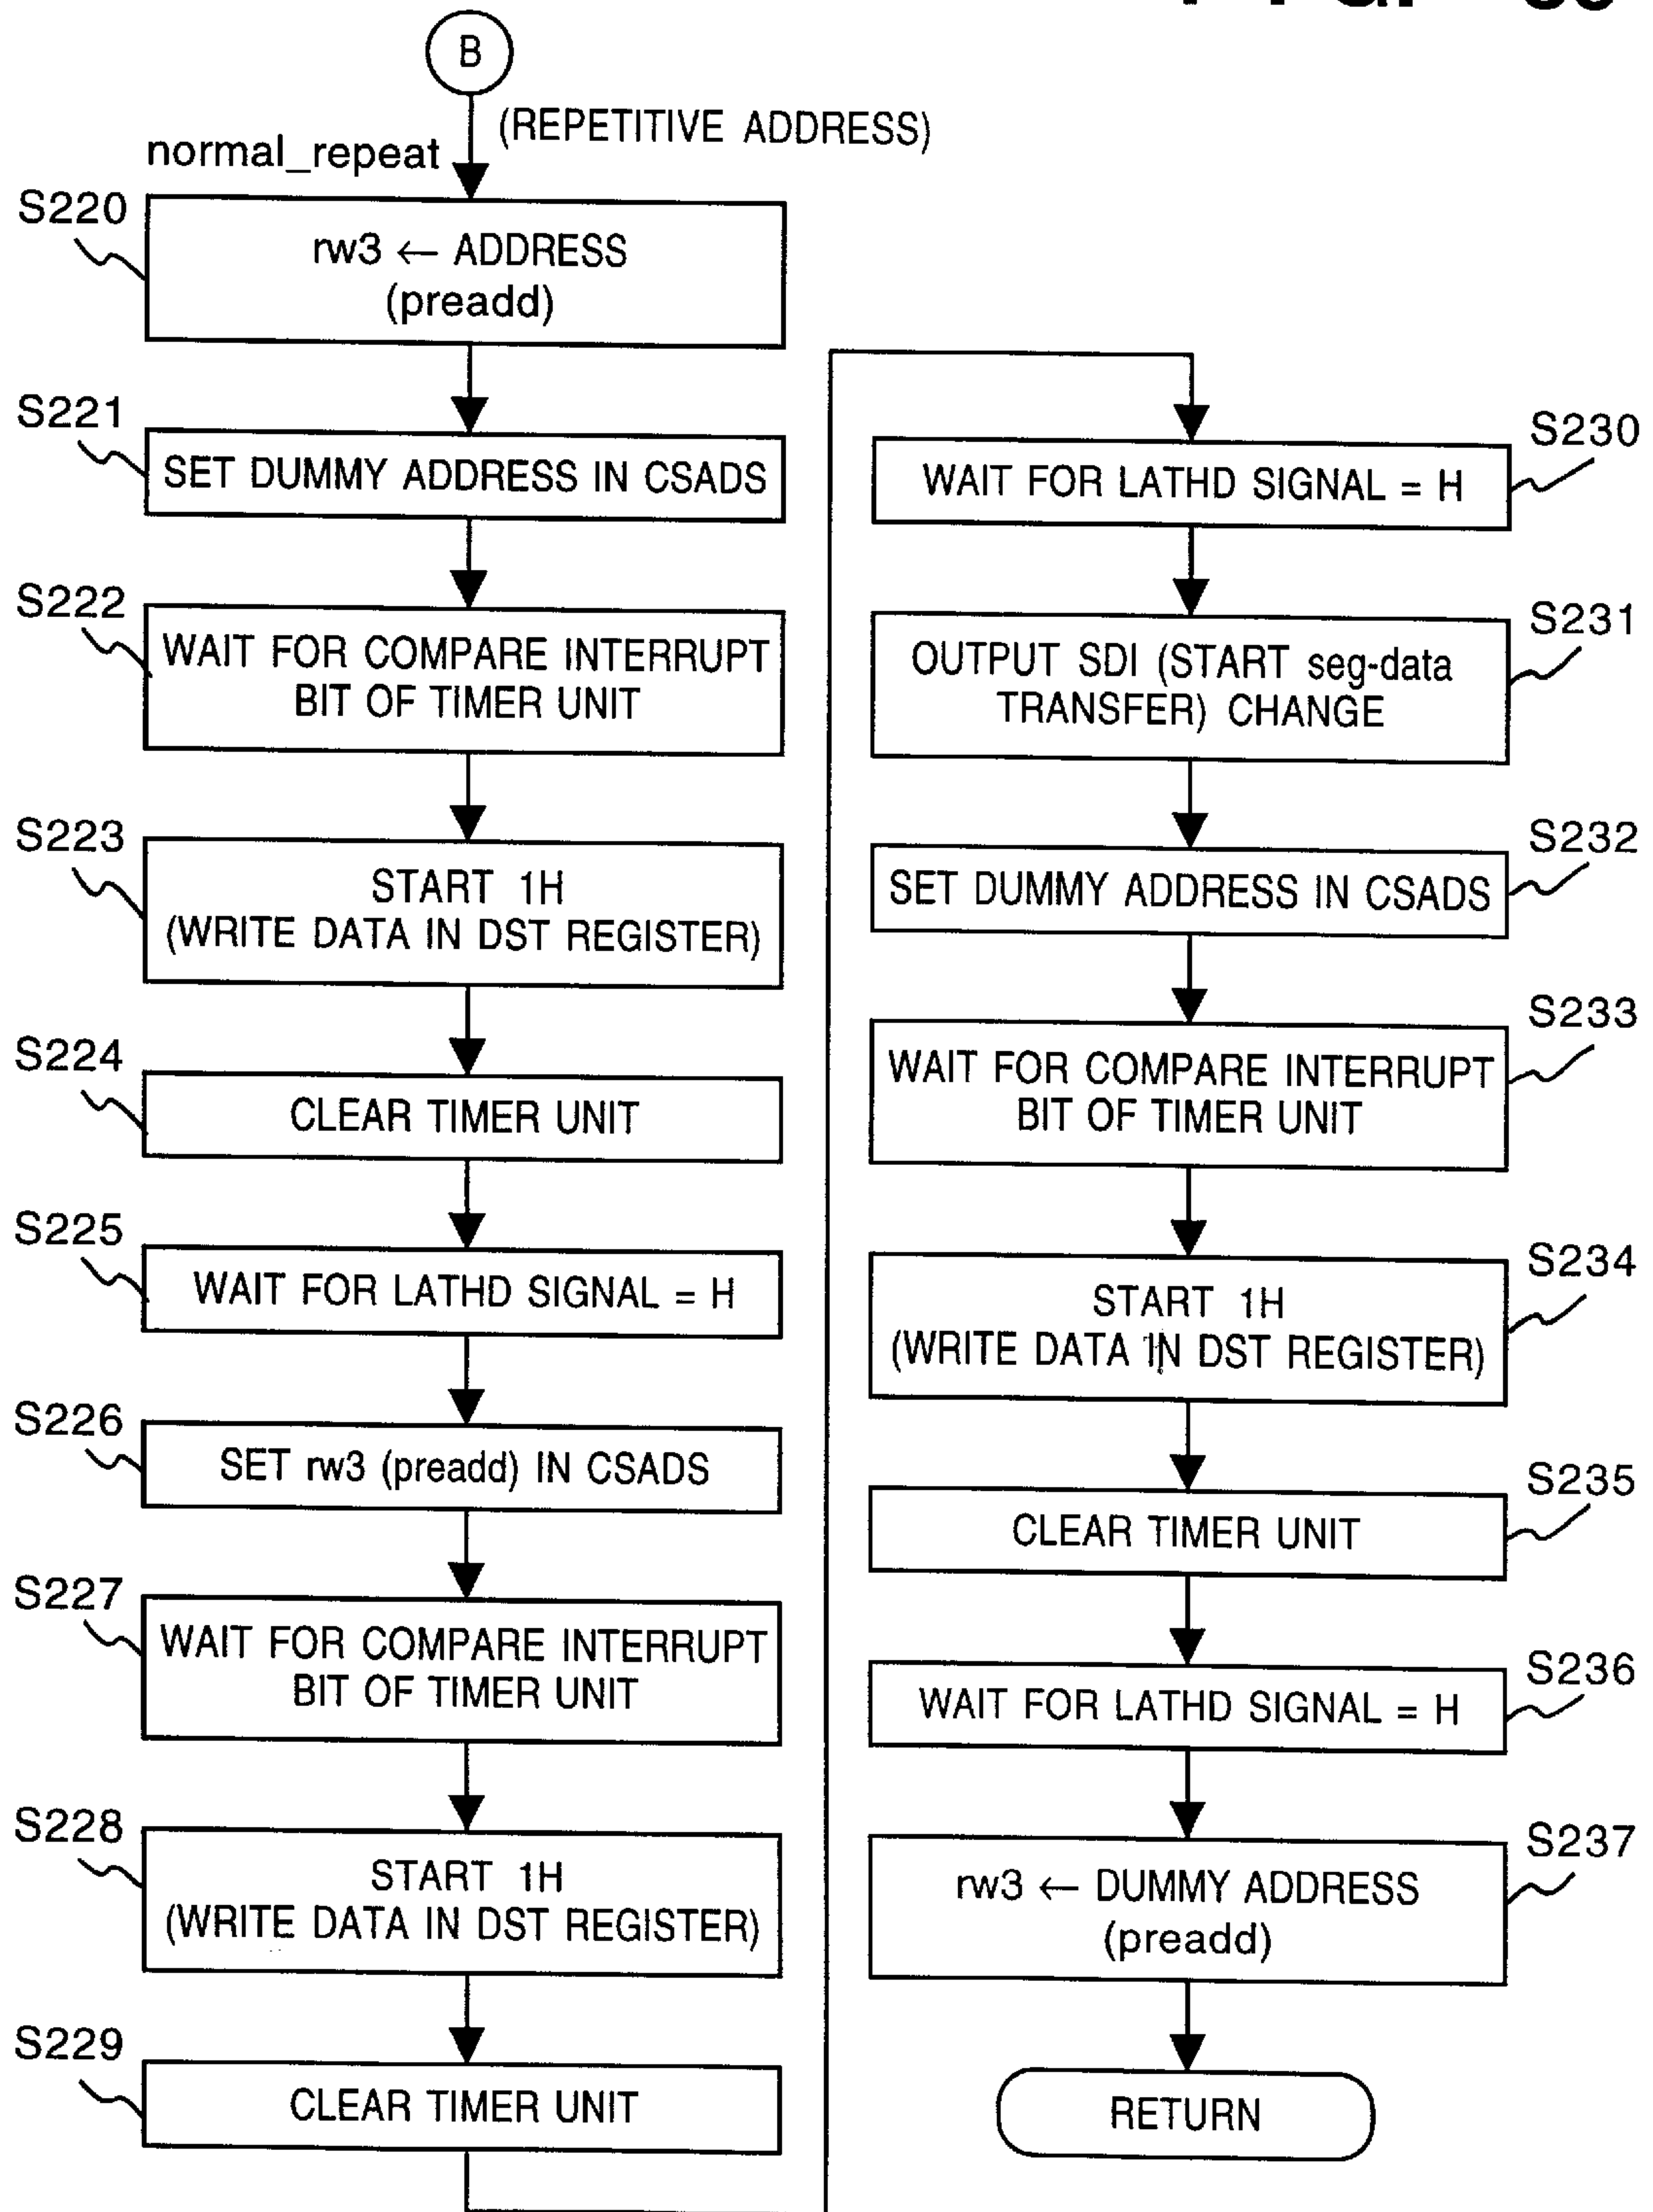 B
(REPETITIVE ADDRESS)
normal_repeat
S220
rw3 ← ADDRESS
(preadd)
S221
SET DUMMY ADDRESS IN CSADS
S222
WAIT FOR COMPARE INTERRUPT
BIT OF TIMER UNIT
S223
START 1H
(WRITE DATA IN DST REGISTER)
S224
CLEAR TIMER UNIT
S225
WAIT FOR LATHD SIGNAL = H
S226
SET rw3 (preadd) IN CSADS
S227
WAIT FOR COMPARE INTERRUPT
BIT OF TIMER UNIT
S228
START 1H
(WRITE DATA IN DST REGISTER)
S229
CLEAR TIMER UNIT
S230
WAIT FOR LATHD SIGNAL = H
S231
OUTPUT SDI (START seg-data
TRANSFER) CHANGE
S232
SET DUMMY ADDRESS IN CSADS
S233
WAIT FOR COMPARE INTERRUPT
BIT OF TIMER UNIT
S234
START 1H
(WRITE DATA IN DST REGISTER)
S235
CLEAR TIMER UNIT
S236
WAIT FOR LATHD SIGNAL = H
S237
rw3 ← DUMMY ADDRESS
(preadd)
RETURN